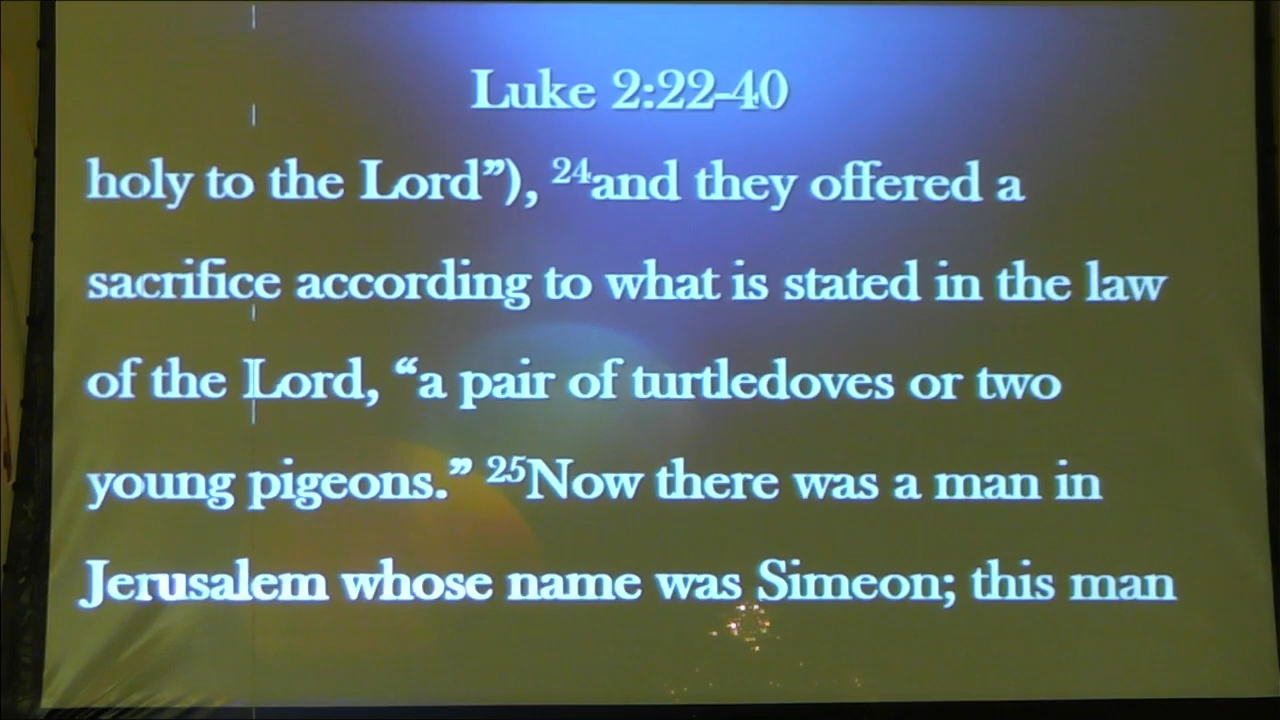 Luke 2:22-40
holy to the Lord”), 24and they offered a
sacrifice according to what is stated in the law
of the Lord, “a pair of turtledoves or two
young pigeons.” 25Now there was a man in
Jerusalem whose name was Simeon; this man